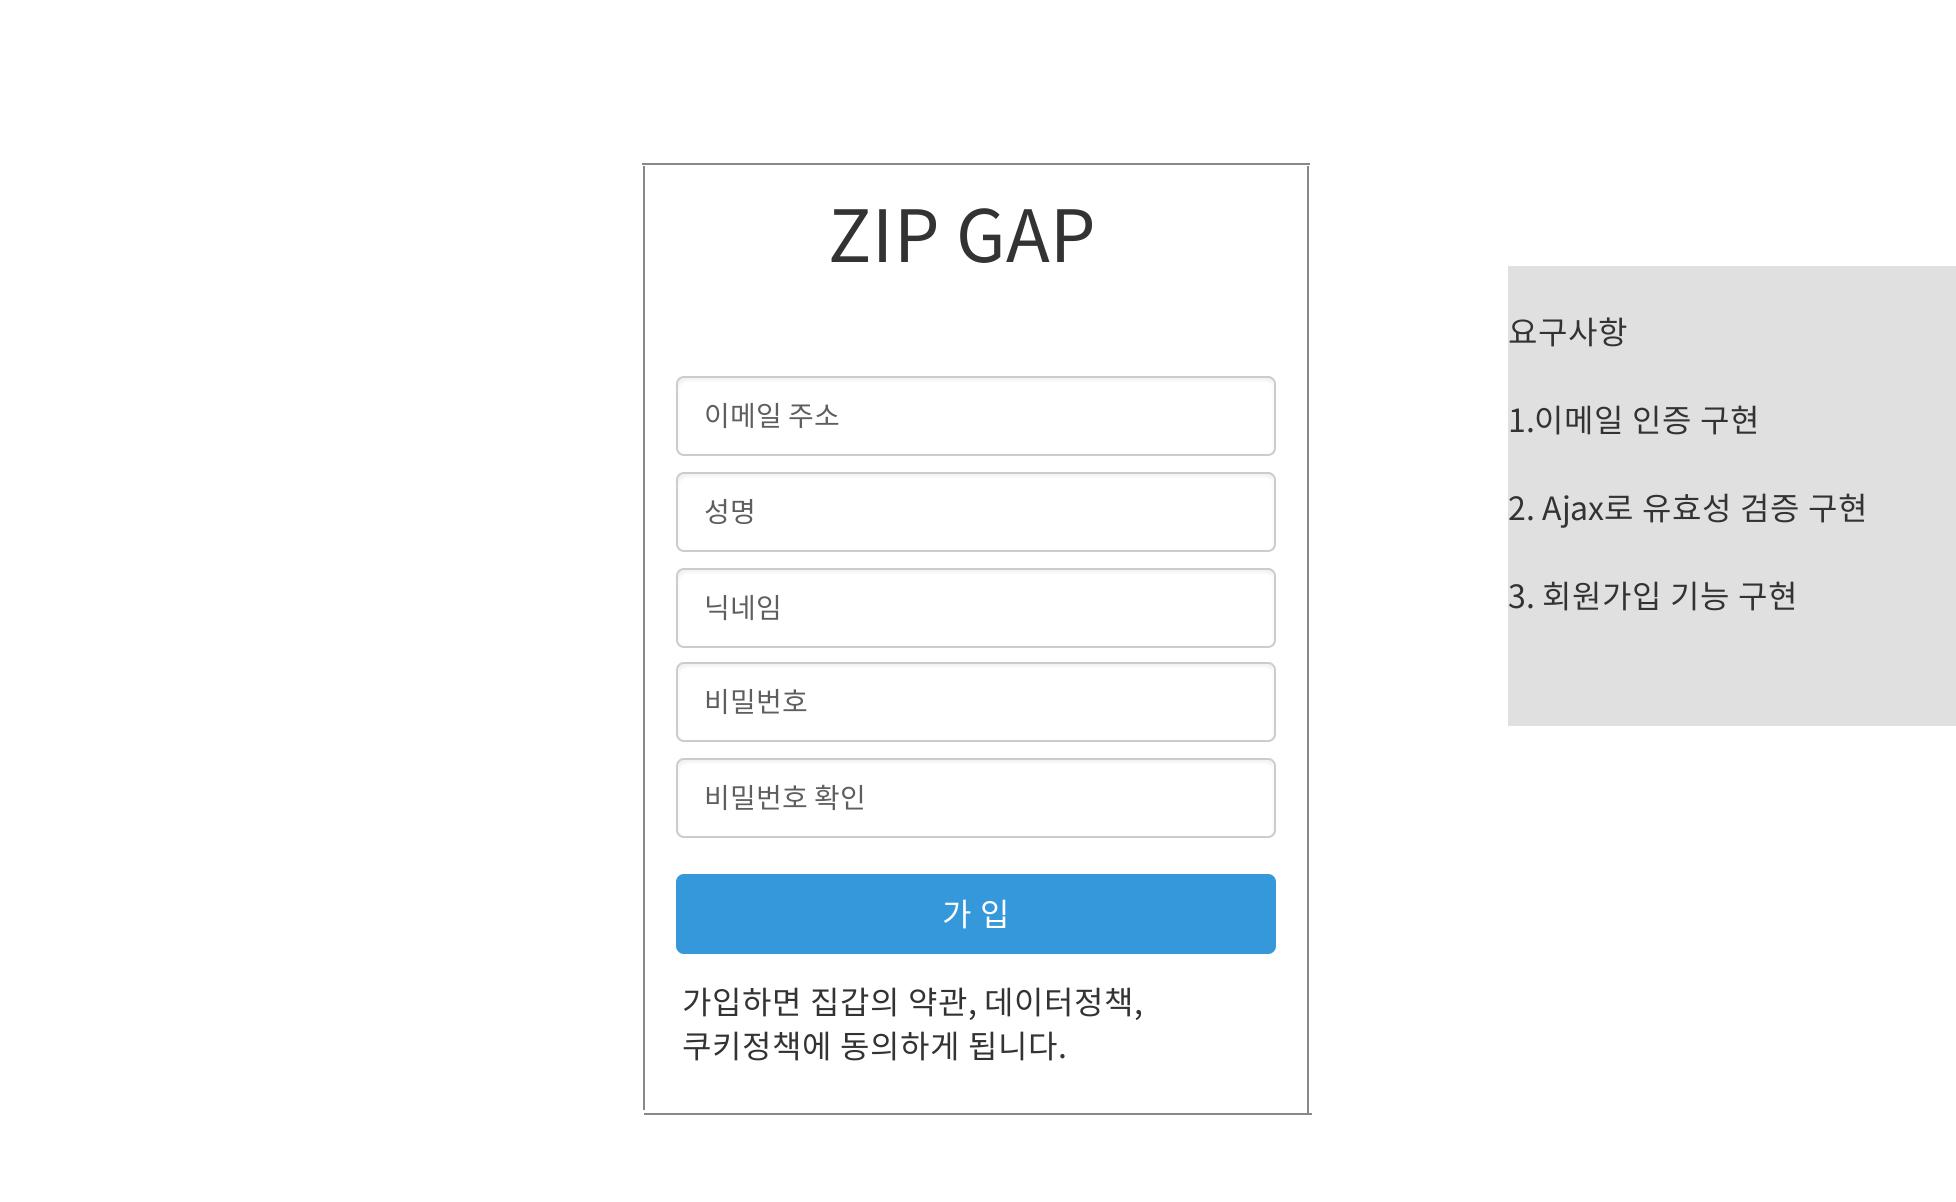 ZIP GAP
이메일 주소
성명
닉네임
비밀번호
비밀번호 확인
가 입
가입하면 집갑의 약관, 데이터정책,
쿠키정책에 동의하게 됩니다.
요구사항
1.이메일 인증 구현
2. Ajax로 유효성 검증 구현
3. 회원가입 기능 구현